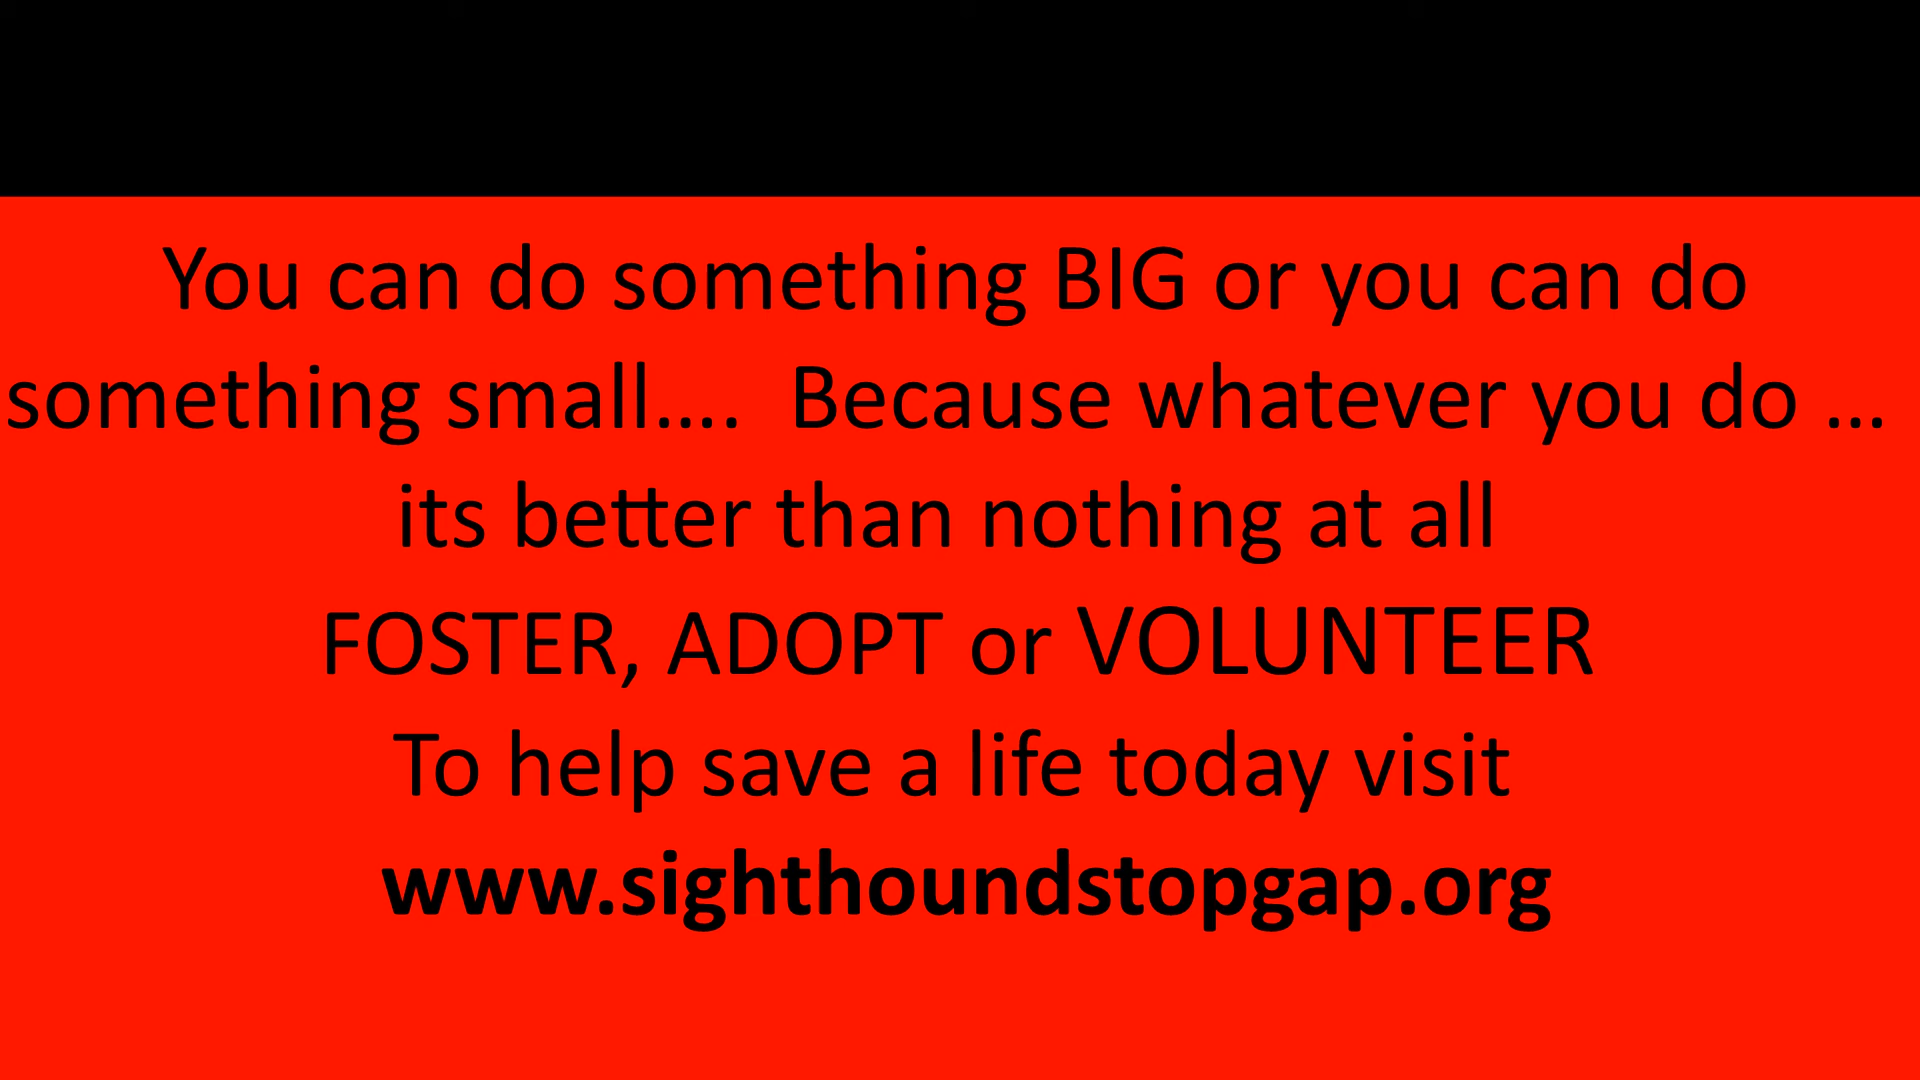 You can do something BIG or you can do
something small....  Because whatever you do ...
its better than nothing at all
FOSTER, ADOPT or VOLUNTEER
To help save a life today visit
www.sighthoundstopgap.org